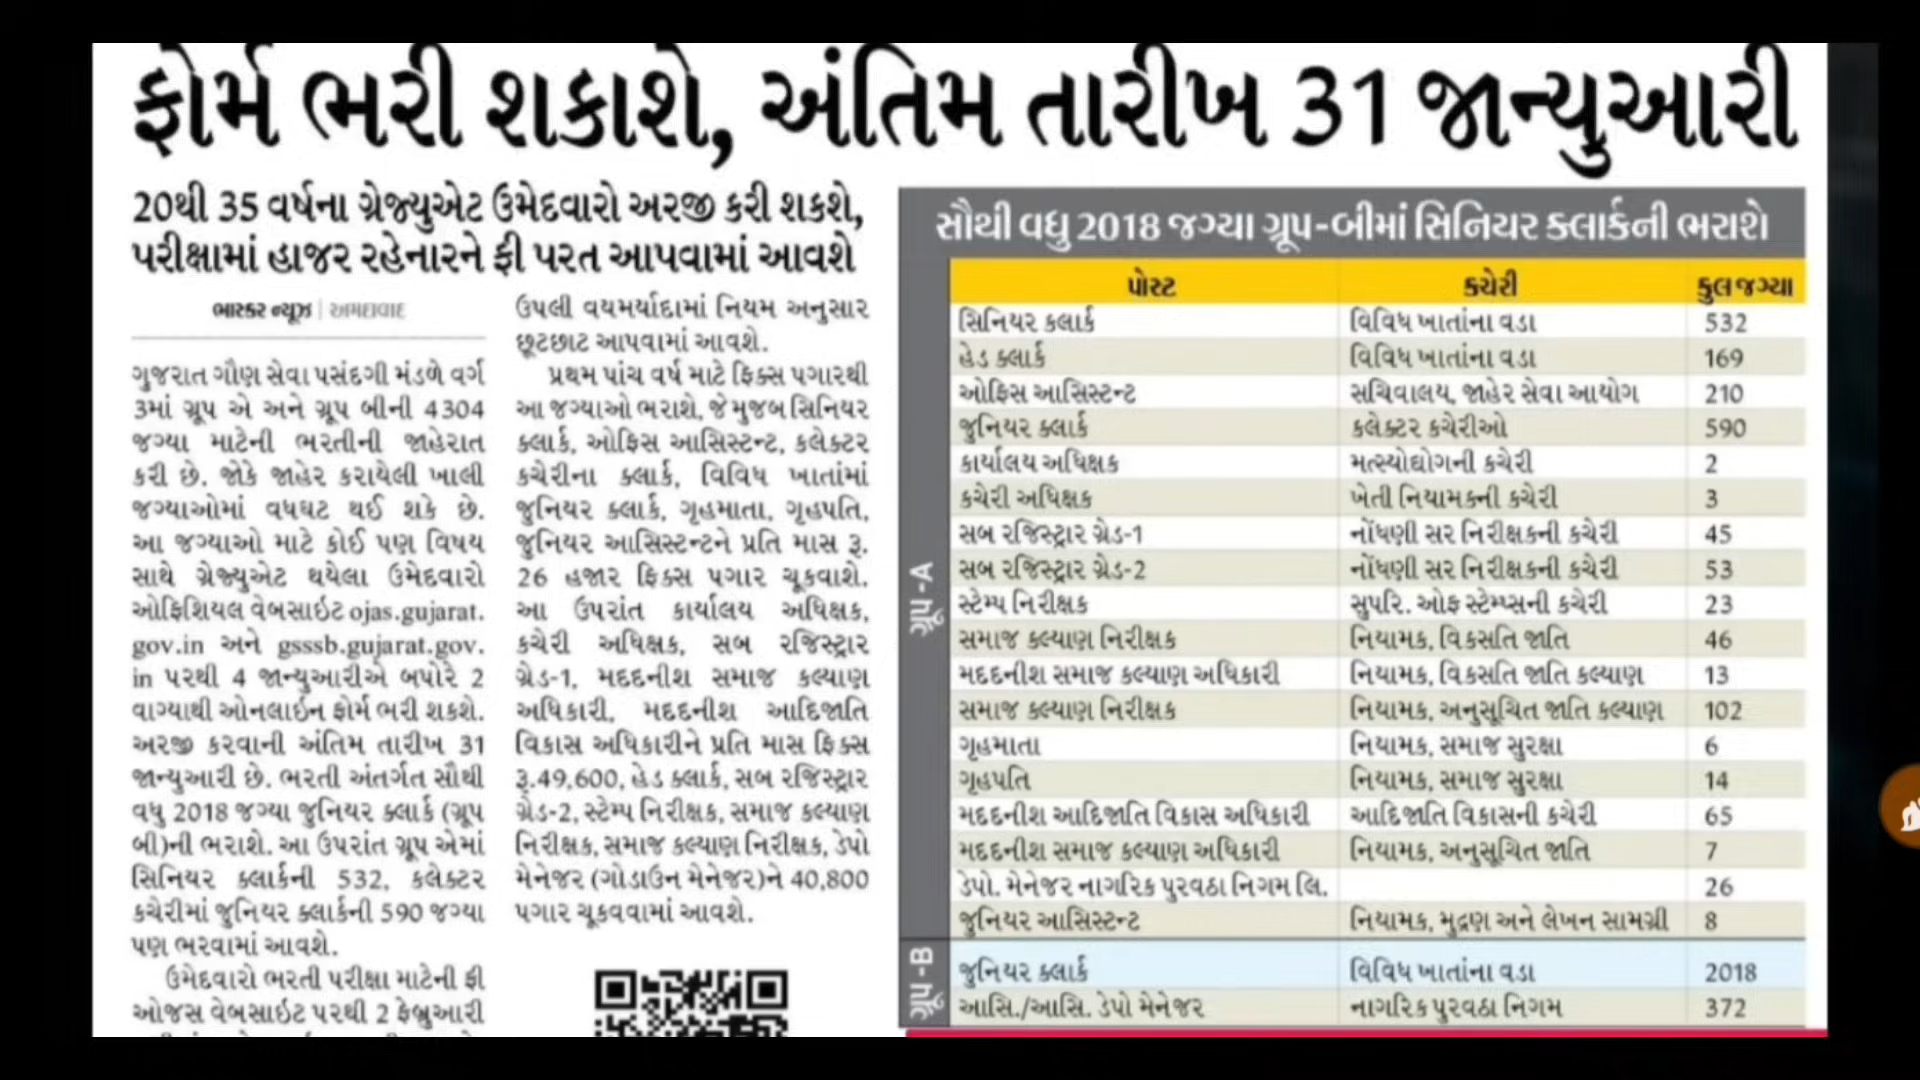 ફોર્મ ભરી શકાશે, અંતિમ તારીખ 31 જાન્યુઆરી
20થી 35 વર્ષના ગ્રેજ્યુએટ ઉમેદવારો અરજી કરી શકશે,
પરીક્ષામાં હાજર રહેનારને ફી પરત આપવામાં આવશે
ભાસ્કર ન્યૂઝ | અમદાવાદ
ગુજરાત ગૌણ સેવા પસંદગી મંડળે વર્ગ
3માં ગ્રૂપ એ અને ગ્રૂપ બીની 4304
જગ્યા માટેની ભરતીની જાહેરાત
કરી છે. જોકે જાહેર કરાયેલી ખાલી
જગ્યાઓમાં વધઘટ થઈ શકે છે.
આ જગ્યાઓ માટે કોઈ પણ વિષય
સાથે ગ્રેજ્યુએટ થયેલા ઉમેદવારો
ઓફિશિયલ વેબસાઇટ ojas.gujarat.
gov.in અને gsssb.gujarat.gov.
in પરથી 4 જાન્યુઆરીએ બપોરે 2
વાગ્યાથી ઓનલાઇન ફોર્મ ભરી શકશે.
અરજી કરવાની અંતિમ તારીખ 31
જાન્યુઆરી છે. ભરતી અંતર્ગત સૌથી
વધુ 2018 જગ્યા જુનિયર ક્લાર્ક (ગ્રૂપ
બી)ની ભરાશે. આ ઉપરાંત ગ્રૂપ એમાં
સિનિયર ક્લાર્કની 532, કલેક્ટર
કચેરીમાં જુનિયર ક્લાર્કની 590 જગ્યા
પણ ભરવામાં આવશે.
ઉમેદવારો ભરતી પરીક્ષા માટેની ફી
ઓજસ વેબસાઇટ પરથી 2 ફેબ્રુઆરી
ઉપલી વયમર્યાદામાં નિયમ અનુસાર
છૂટછાટ આપવામાં આવશે.
પ્રથમ પાંચ વર્ષ માટે ફિક્સ પગારથી
આ જગ્યાઓ ભરાશે, જે મુજબ સિનિયર
ક્લાર્ક, ઓફિસ આસિસ્ટન્ટ, કલેક્ટર
કચેરીના ક્લાર્ક, વિવિધ ખાતાંમાં
જુનિયર ક્લાર્ક, ગૃહમાતા, ગૃહપતિ,
જુનિયર આસિસ્ટન્ટને પ્રતિ માસ રૂ.
26 હજાર ફિક્સ પગાર ચૂકવાશે.
આ ઉપરાંત કાર્યાલય અધિક્ષક,
કચેરી અધિક્ષક, સબ રજિસ્ટ્રાર
ગ્રેડ-1, મદદનીશ સમાજ કલ્યાણ
અધિકારી, મદદનીશ આદિજાતિ
વિકાસ અધિકારીને પ્રતિ માસ ફિક્સ
રૂ.49,600, હેડ ક્લાર્ક, સબ રજિસ્ટ્રાર
ગ્રેડ-2, સ્ટેમ્પ નિરીક્ષક, સમાજ કલ્યાણ
નિરીક્ષક, સમાજ કલ્યાણ નિરીક્ષક, ડેપો
મેનેજર (ગોડાઉન મેનેજર)ને 40,800
પગાર ચૂકવવામાં આવશે.
સૌથી વધુ 2018 જગ્યા ગ્રૂપ-બીમાં સિનિયર ક્લાર્કની ભરાશે
પોસ્ટ કચેરી કુલ જગ્યા
ગ્રૂપ-A
સિનિયર ક્લાર્ક વિવિધ ખાતાંના વડા 532
હેડ ક્લાર્ક વિવિધ ખાતાંના વડા 169
ઓફિસ આસિસ્ટન્ટ સચિવાલય, જાહેર સેવા આયોગ 210
જુનિયર ક્લાર્ક કલેક્ટર કચેરીઓ 590
કાર્યાલય અધિક્ષક મત્સ્યોદ્યોગની કચેરી 2
કચેરી અધિક્ષક ખેતી નિયામકની કચેરી 3
સબ રજિસ્ટ્રાર ગ્રેડ-1 નોંધણી સર નિરીક્ષકની કચેરી 45
સબ રજિસ્ટ્રાર ગ્રેડ-2 નોંધણી સર નિરીક્ષકની કચેરી 53
સ્ટેમ્પ નિરીક્ષક સુપરિ. ઓફ સ્ટેમ્પ્સની કચેરી 23
સમાજ કલ્યાણ નિરીક્ષક નિયામક, વિકસતિ જાતિ 46
મદદનીશ સમાજ કલ્યાણ અધિકારી નિયામક, વિકસતિ જાતિ કલ્યાણ 13
સમાજ કલ્યાણ નિરીક્ષક નિયામક, અનુસૂચિત જાતિ કલ્યાણ 102
ગૃહમાતા નિયામક, સમાજ સુરક્ષા 6
ગૃહપતિ નિયામક, સમાજ સુરક્ષા 14
મદદનીશ આદિજાતિ વિકાસ અધિકારી આદિજાતિ વિકાસની કચેરી 65
મદદનીશ સમાજ કલ્યાણ અધિકારી નિયામક, અનુસૂચિત જાતિ 7
ડેપો. મેનેજર નાગરિક પુરવઠા નિગમ લિ. 26
જુનિયર આસિસ્ટન્ટ નિયામક, મુદ્રણ અને લેખન સામગ્રી 8
ગ્રૂપ-B
જુનિયર ક્લાર્ક વિવિધ ખાતાંના વડા 2018
આસિ./આસિ. ડેપો મેનેજર નાગરિક પુરવઠા નિગમ 372